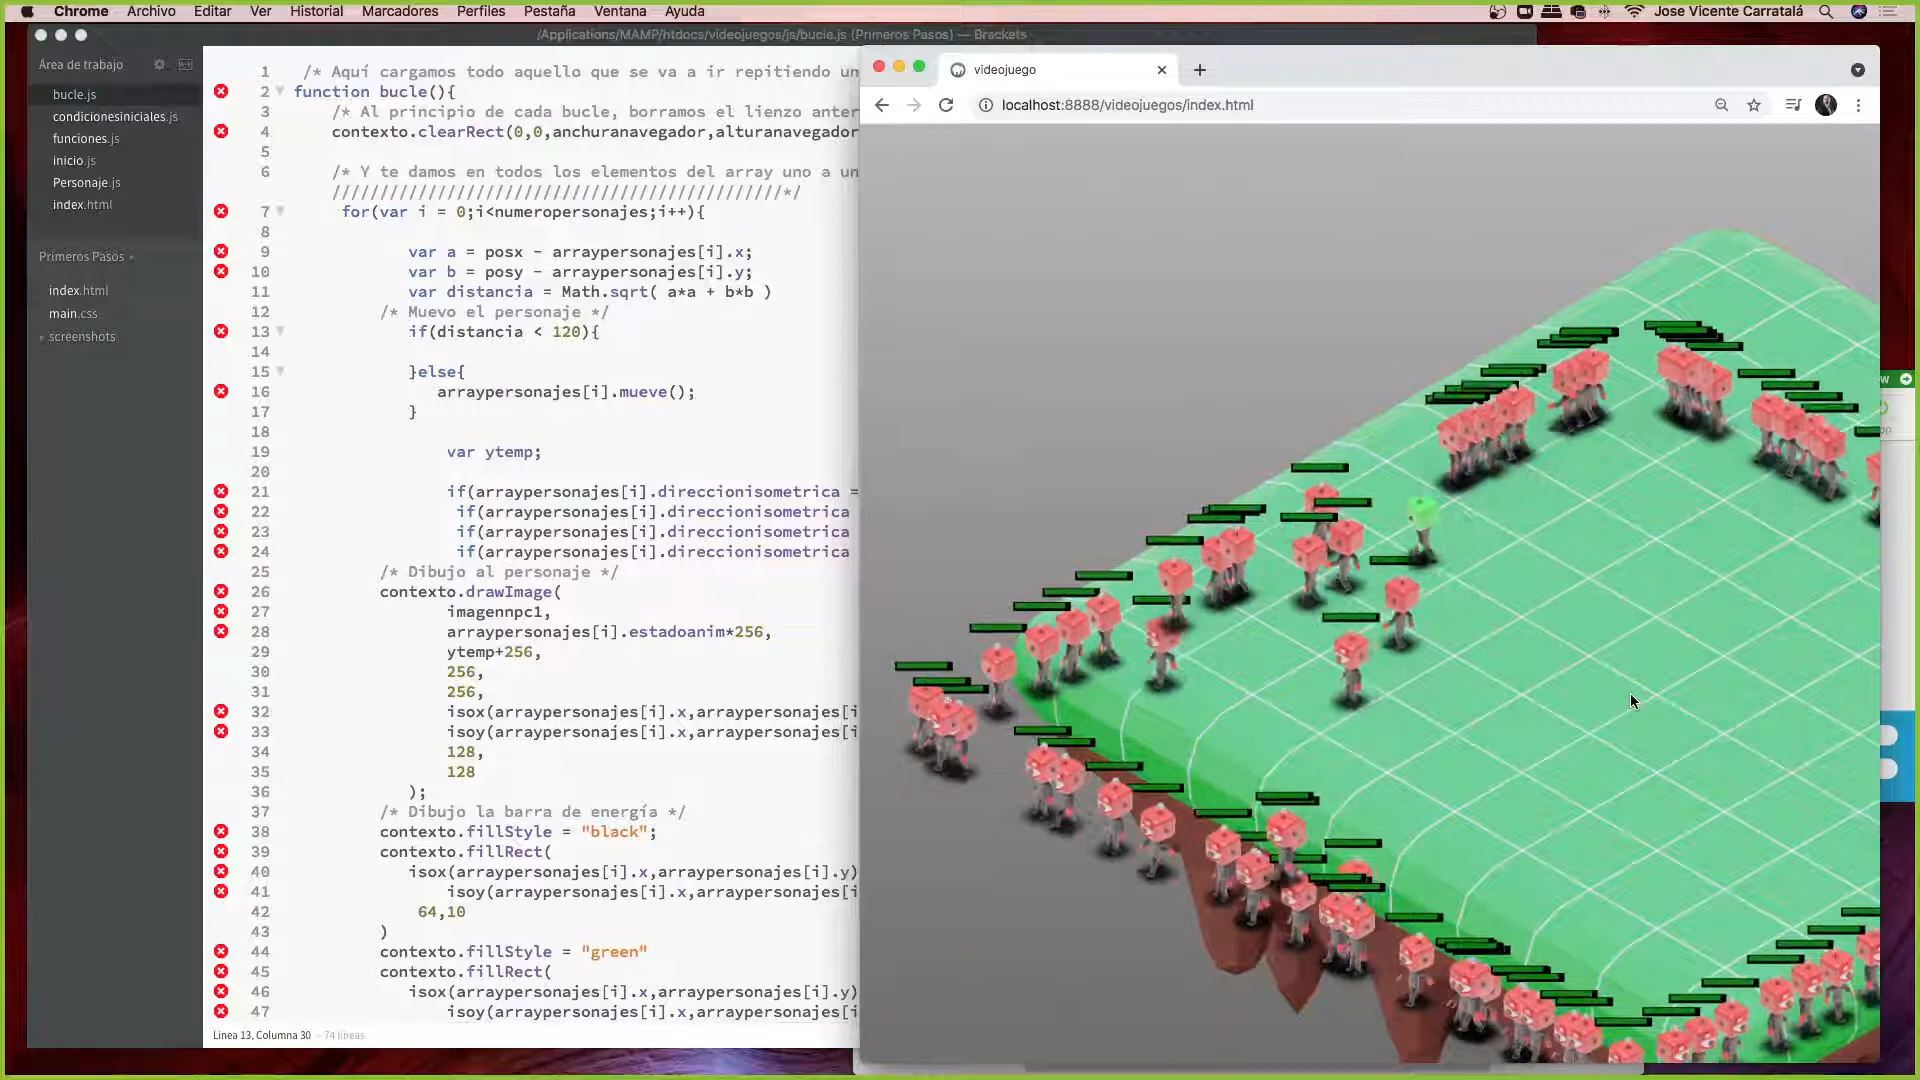 Chrome Archivo Editar Ver Historial Marcadores Perfiles Pestaña Ventana Ayuda Jose Vicente Carratalá
/Applications/MAMP/htdocs/videojuegos/js/bucle.js (Primeros Pasos) — Brackets
Área de trabajo
bucle.js
condicionesiniciales.js
funciones.js
inicio.js
Personaje.js
index.html
Primeros Pasos
index.html
main.css
screenshots
1 /* Aquí cargamos todo aquello que se va a ir repitiendo un
2 function bucle(){
3 /* Al principio de cada bucle, borramos el lienzo anter
4 contexto.clearRect(0,0,anchuranavegador,alturanavegador
5
6 /* Y te damos en todos los elementos del array uno a un
///////////////////////////////////////////////*/
7 for(var i = 0;i<numeropersonajes;i++){
8
9 var a = posx - arraypersonajes[i].x;
10 var b = posy - arraypersonajes[i].y;
11 var distancia = Math.sqrt( a*a + b*b )
12 /* Muevo el personaje */
13 if(distancia < 120){
14
15 }else{
16 arraypersonajes[i].mueve();
17 }
18
19 var ytemp;
20
21 if(arraypersonajes[i].direccionisometrica =
22 if(arraypersonajes[i].direccionisometrica
23 if(arraypersonajes[i].direccionisometrica
24 if(arraypersonajes[i].direccionisometrica
25 /* Dibujo al personaje */
26 contexto.drawImage(
27 imagennpc1,
28 arraypersonajes[i].estadoanim*256,
29 ytemp+256,
30 256,
31 256,
32 isox(arraypersonajes[i].x,arraypersonajes[i
33 isoy(arraypersonajes[i].x,arraypersonajes[i
34 128,
35 128
36 );
37 /* Dibujo la barra de energía */
38 contexto.fillStyle = "black";
39 contexto.fillRect(
40 isox(arraypersonajes[i].x,arraypersonajes[i].y)
41 isoy(arraypersonajes[i].x,arraypersonajes[i
42 64,10
43 )
44 contexto.fillStyle = "green"
45 contexto.fillRect(
46 isox(arraypersonajes[i].x,arraypersonajes[i].y)
47 isoy(arraypersonajes[i].x,arraypersonajes[i
Línea 13, Columna 30 - 74 líneas
videojuego
localhost:8888/videojuegos/index.html